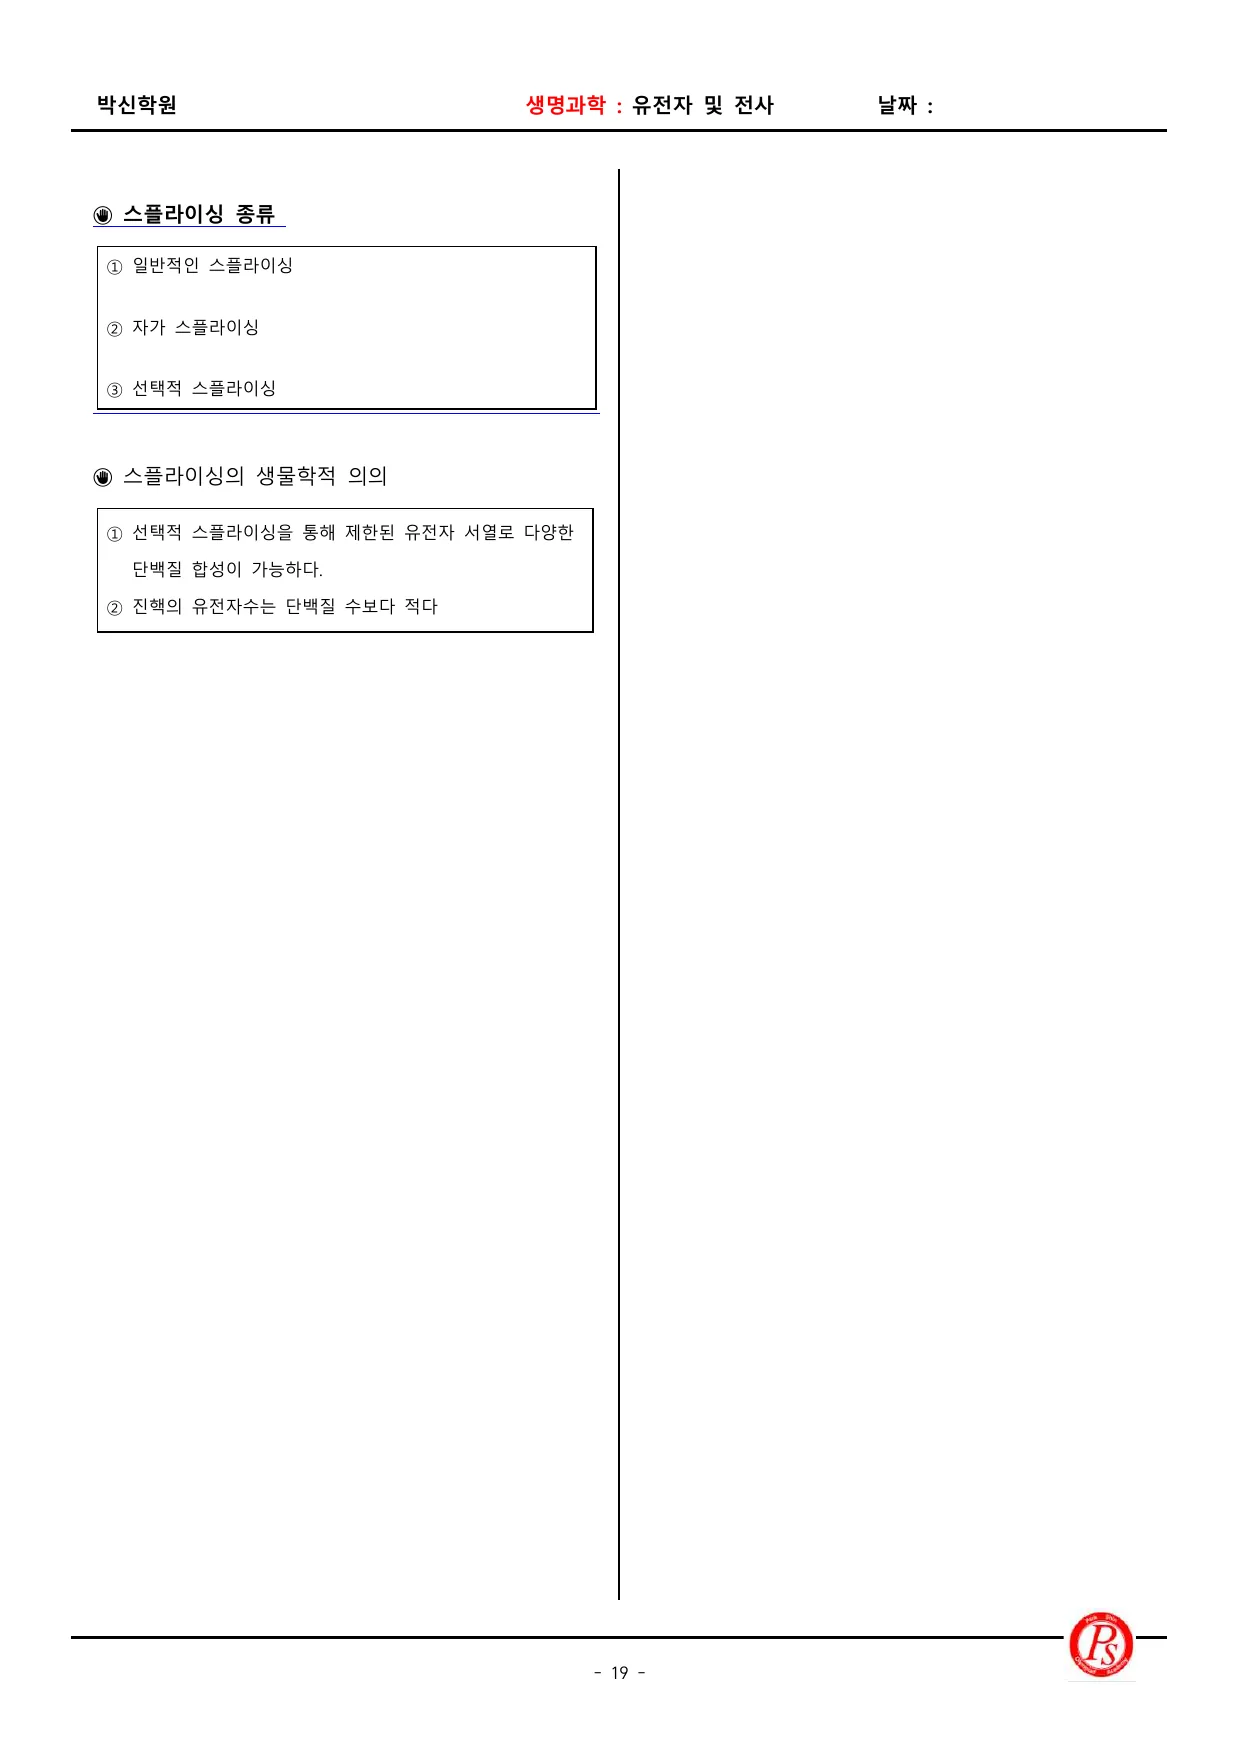 박신학원 생명과학 : 유전자 및 전사 날짜 :
스플라이싱 종류
① 일반적인 스플라이싱
② 자가 스플라이싱
③ 선택적 스플라이싱
스플라이싱의 생물학적 의의
① 선택적 스플라이싱을 통해 제한된 유전자 서열로 다양한
단백질 합성이 가능하다.
② 진핵의 유전자수는 단백질 수보다 적다
Park Shin
PS
Academy
- 19 -